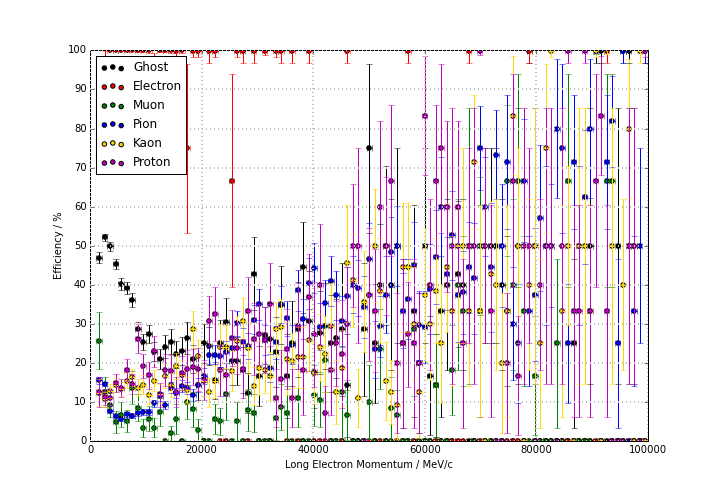 100
90
80
70
60
50
40
30
20
10
0
Efficiency / %
Ghost
Electron
Muon
Pion
Kaon
Proton
0
20000
40000
60000
80000
100000
Long Electron Momentum / MeV/c